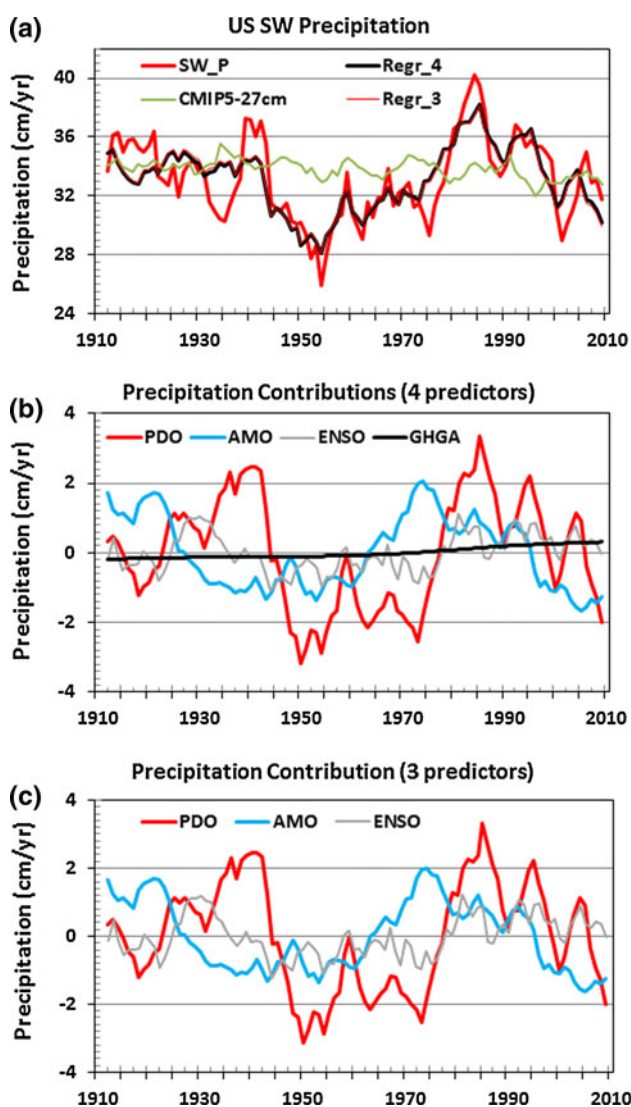 (a) US SW Precipitation
SW_P Regr_4
CMIP5-27cm Regr_3
Precipitation (cm/yr)
40
36
32
28
24
1910 1930 1950 1970 1990 2010
(b) Precipitation Contributions (4 predictors)
PDO AMO ENSO GHGA
Precipitation (cm/yr)
4
2
0
-2
-4
1910 1930 1950 1970 1990 2010
(c) Precipitation Contribution (3 predictors)
PDO AMO ENSO
Precipitation (cm/yr)
4
2
0
-2
-4
1910 1930 1950 1970 1990 2010